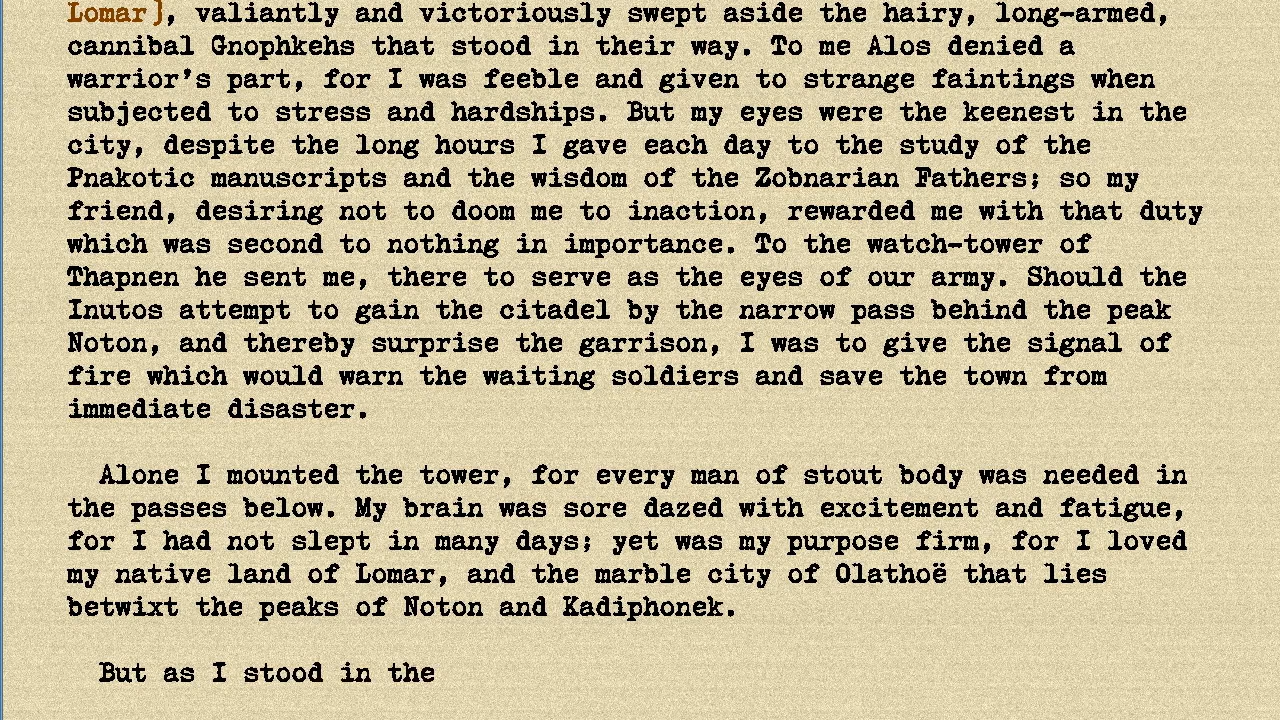 Lomar], valiantly and victoriously swept aside the hairy, long-armed,
cannibal Gnophkehs that stood in their way. To me Alos denied a
warrior's part, for I was feeble and given to strange faintings when
subjected to stress and hardships. But my eyes were the keenest in the
city, despite the long hours I gave each day to the study of the
Pnakotic manuscripts and the wisdom of the Zobnarian Fathers; so my
friend, desiring not to doom me to inaction, rewarded me with that duty
which was second to nothing in importance. To the watch-tower of
Thapnen he sent me, there to serve as the eyes of our army. Should the
Inutos attempt to gain the citadel by the narrow pass behind the peak
Noton, and thereby surprise the garrison, I was to give the signal of
fire which would warn the waiting soldiers and save the town from
immediate disaster.
Alone I mounted the tower, for every man of stout body was needed in
the passes below. My brain was sore dazed with excitement and fatigue,
for I had not slept in many days; yet was my purpose firm, for I loved
my native land of Lomar, and the marble city of Olathoë that lies
betwixt the peaks of Noton and Kadiphonek.
But as I stood in the